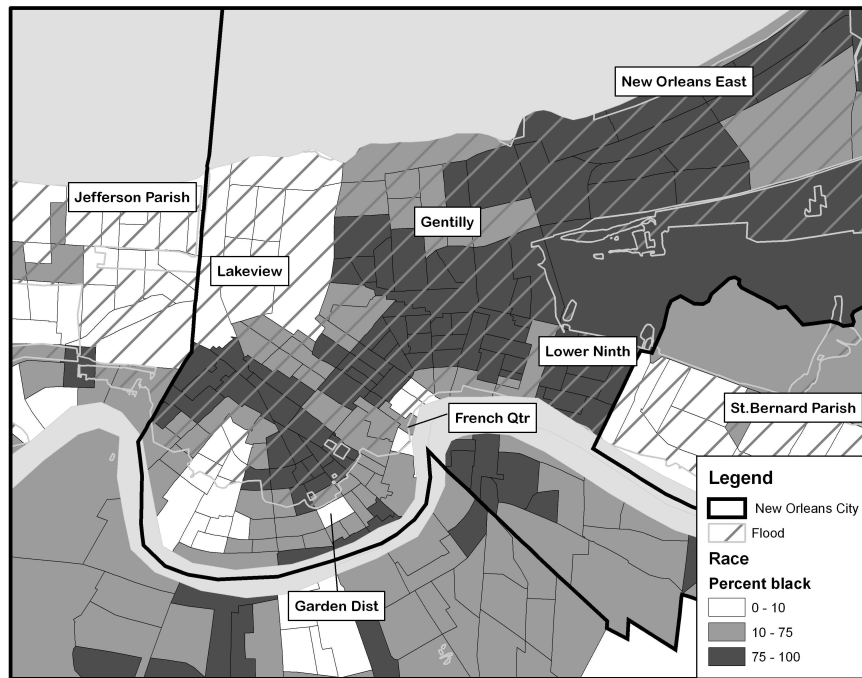 New Orleans East
Jefferson Parish
Gentilly
Lakeview
Lower Ninth
French Qtr
St.Bernard Parish
Garden Dist
Legend
New Orleans City
Flood
Race
Percent black
0 - 10
10 - 75
75 - 100